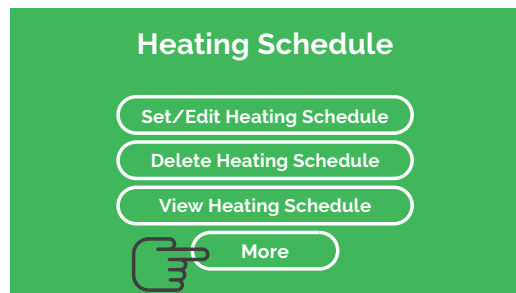 Heating Schedule
Set/Edit Heating Schedule
Delete Heating Schedule
View Heating Schedule
More